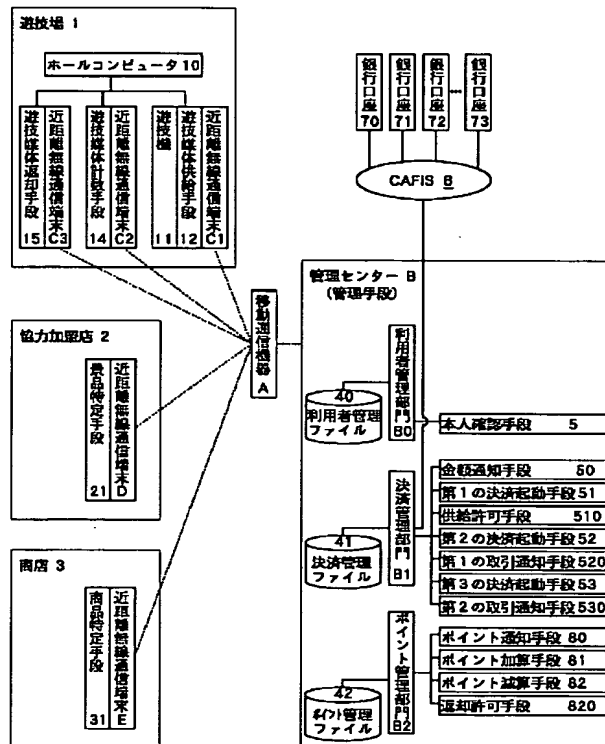 遊技場 1
ホールコンピュータ10
遊技媒体返却手段
15
近距離無線通信端末
C3
遊技媒体計数手段
14
近距離無線通信端末
C2
遊技機
11
遊技媒体供給手段
12
近距離無線通信端末
C1
銀行口座
70
銀行口座
71
銀行口座
72
…
銀行口座
73
CAFIS 8
協力加盟店 2
景品特定手段
21
近距離無線通信端末
D
商店 3
商品特定手段
31
近距離無線通信端末
E
移動通信機器
A
管理センター B
(管理手段)
40
利用者管理
ファイル
利用者管理部門
B0
本人確認手段 5
41
決済管理
ファイル
決済管理部門
B1
金額通知手段 50
第1の決済起動手段51
供給許可手段 510
第2の決済起動手段52
第1の取引通知手段520
第3の決済起動手段53
第2の取引通知手段530
42
ポイント管理
ファイル
ポイント管理部門
B2
ポイント通知手段 80
ポイント加算手段 81
ポイント減算手段 82
返却許可手段 820